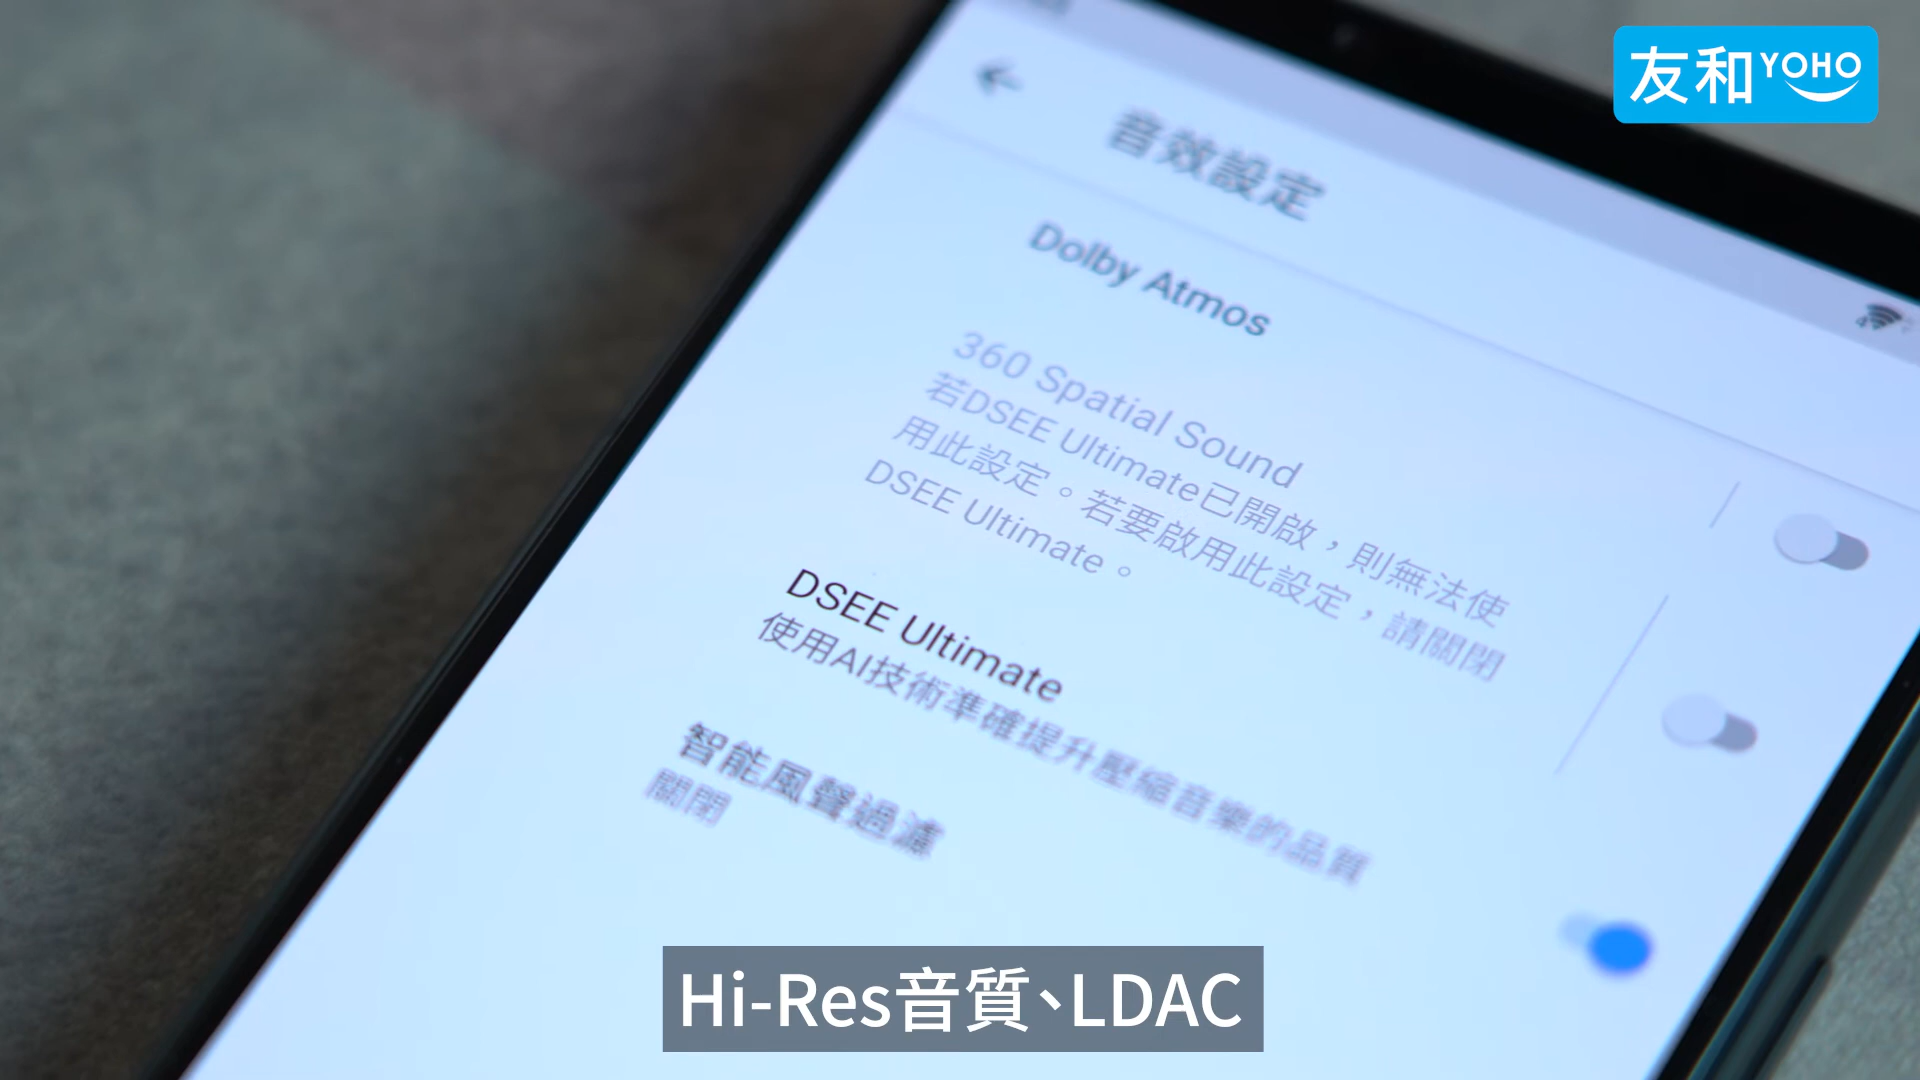 友和 YOHO
音效設定
Dolby Atmos
360 Spatial Sound
若DSEE Ultimate已開啟，則無法使
用此設定。若要啟用此設定，請關閉
DSEE Ultimate。
DSEE Ultimate
使用AI技術準確提升壓縮音樂的品質
智能風聲過濾
關閉
Hi-Res音質、LDAC